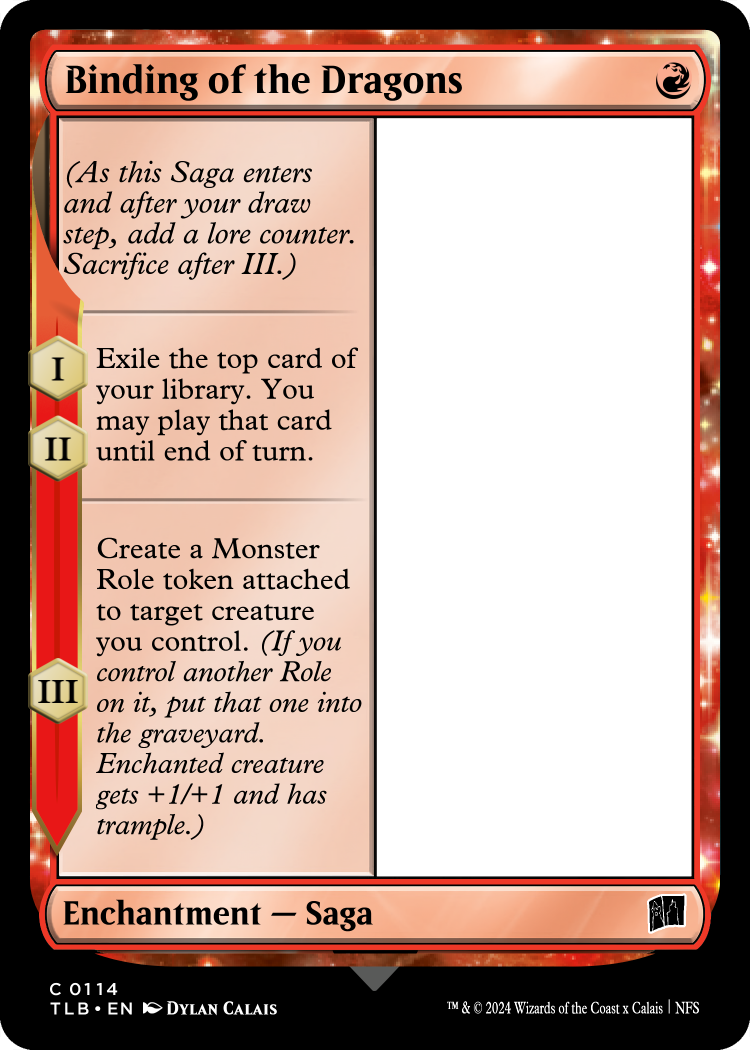 Binding of the Dragons
(As this Saga enters
and after your draw
step, add a lore counter.
Sacrifice after III.)
I
Exile the top card of
your library. You
may play that card
until end of turn.
II
Create a Monster
Role token attached
to target creature
you control. (If you
control another Role
on it, put that one into
the graveyard.
Enchanted creature
gets +1/+1 and has
trample.)
III
Enchantment — Saga
C 0114
TLB • EN DYLAN CALAIS
™ & © 2024 Wizards of the Coast x Calais | NFS